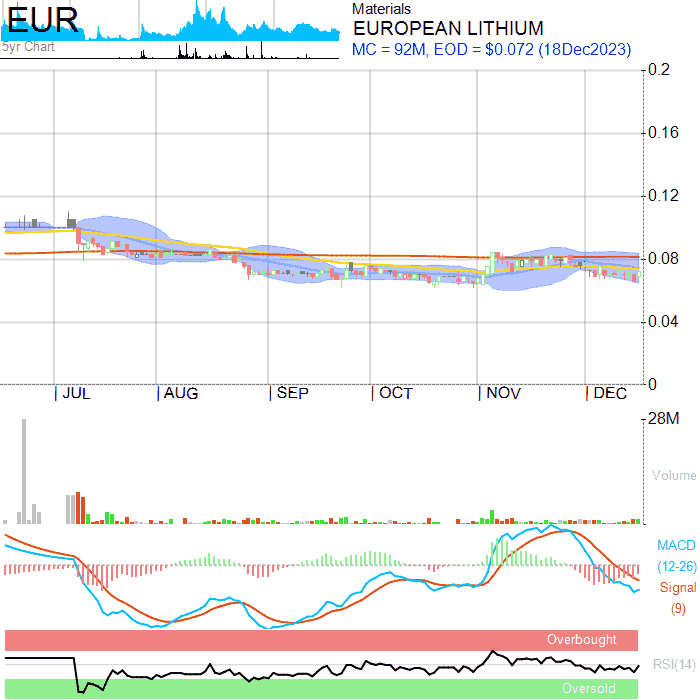 EUR
5yr Chart
Materials
EUROPEAN LITHIUM
MC = 92M, EOD = $0.072 (18Dec2023)
0.2
0.16
0.12
0.08
0.04
0
JUL AUG SEP OCT NOV DEC
28M
Volume
MACD
(12-26)
Signal
(9)
Overbought
RSI(14)
Oversold